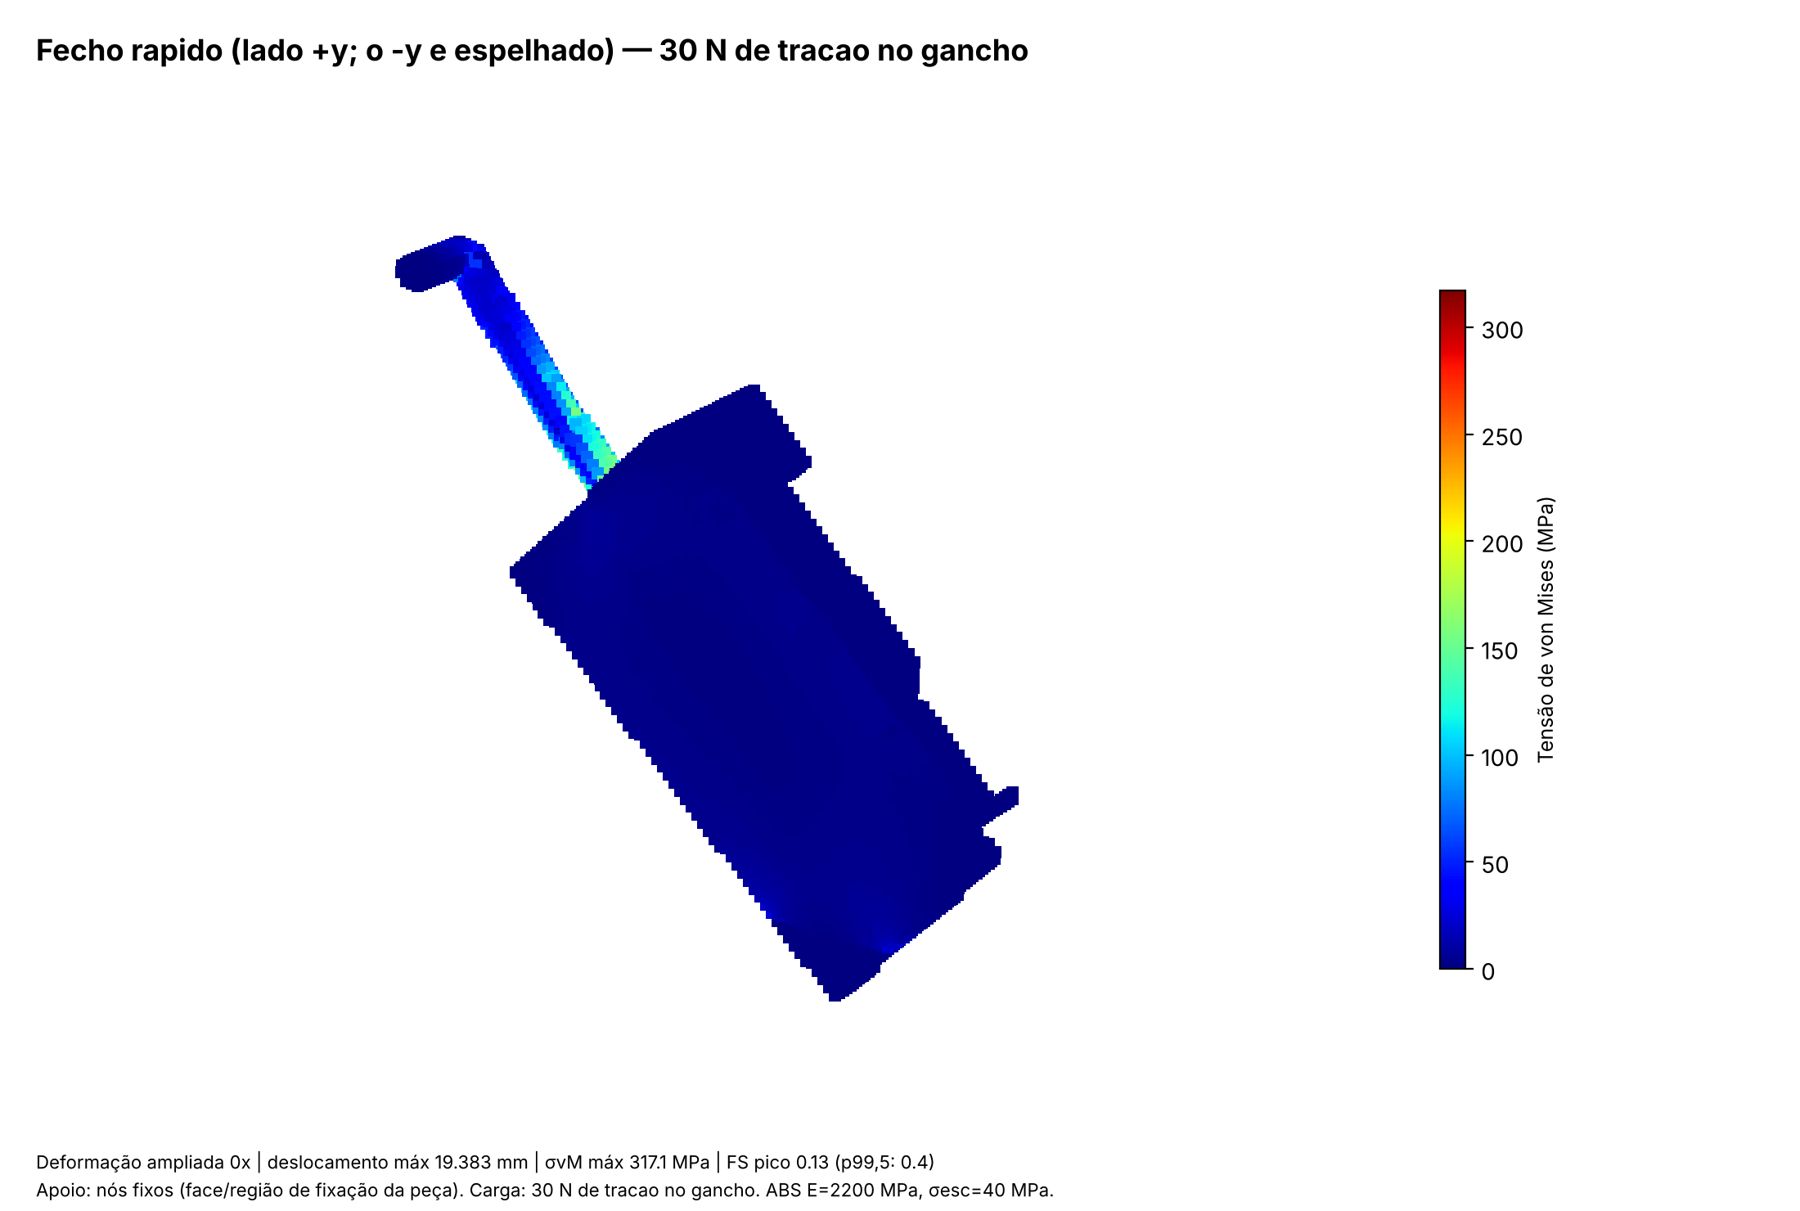 Fecho rapido (lado +y; o -y e espelhado) — 30 N de tracao no gancho
300
250
200
150
100
50
0
Tensão de von Mises (MPa)
Deformação ampliada 0x | deslocamento máx 19.383 mm | σvM máx 317.1 MPa | FS pico 0.13 (p99,5: 0.4)
Apoio: nós fixos (face/região de fixação da peça). Carga: 30 N de tracao no gancho. ABS E=2200 MPa, σesc=40 MPa.